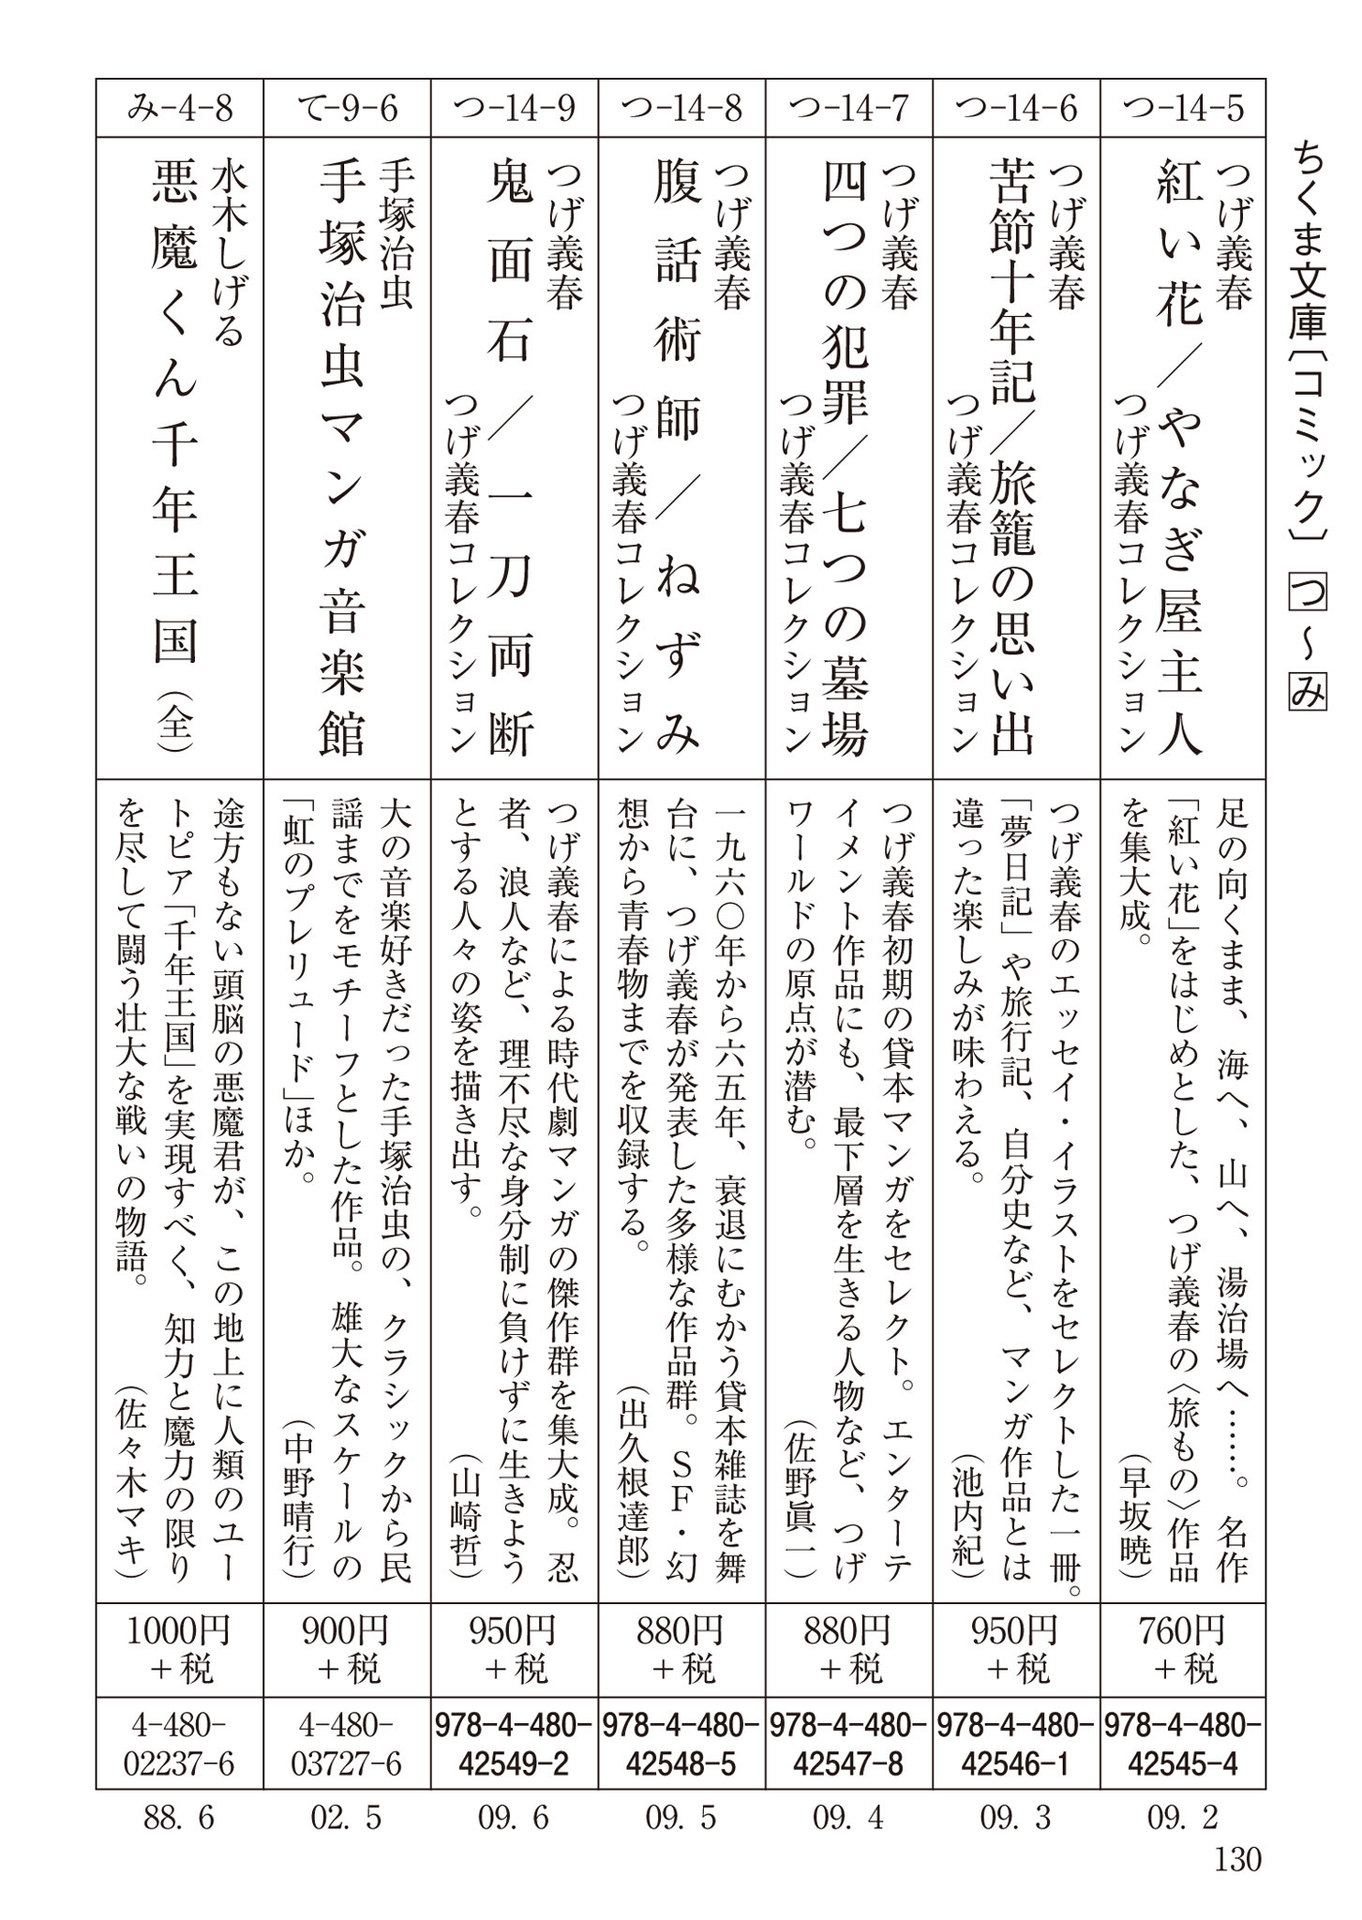 ちくま文庫〔コミック〕 つ〜み
つ-14-5
つげ義春
紅い花／やなぎ屋主人
つげ義春コレクション
足の向くまま、海へ、山へ、湯治場へ……。名作
「紅い花」をはじめとした、つげ義春の〈旅もの〉作品
を集大成。
（早坂暁）
760円
＋税
978-4-480-
42545-4
09. 2
つ-14-6
つげ義春
苦節十年記／旅籠の思い出
つげ義春コレクション
つげ義春のエッセイ・イラストをセレクトした一冊。
「夢日記」や旅行記、自分史など、マンガ作品とは
違った楽しみが味わえる。
（池内紀）
950円
＋税
978-4-480-
42546-1
09. 3
つ-14-7
つげ義春
四つの犯罪／七つの墓場
つげ義春コレクション
つげ義春初期の貸本マンガをセレクト。エンターテ
イメント作品にも、最下層を生きる人物など、つげ
ワールドの原点が潜む。
（佐野眞一）
880円
＋税
978-4-480-
42547-8
09. 4
つ-14-8
つげ義春
腹話術師／ねずみ
つげ義春コレクション
一九六〇年から六五年、衰退にむかう貸本雑誌を舞
台に、つげ義春が発表した多様な作品群。ＳＦ・幻
想から青春物までを収録する。
（出久根達郎）
880円
＋税
978-4-480-
42548-5
09. 5
つ-14-9
つげ義春
鬼面石／一刀両断
つげ義春コレクション
つげ義春による時代劇マンガの傑作群を集大成。忍
者、浪人など、理不尽な身分制に負けずに生きよう
とする人々の姿を描き出す。
（山崎哲）
950円
＋税
978-4-480-
42549-2
09. 6
て-9-6
手塚治虫
手塚治虫マンガ音楽館
大の音楽好きだった手塚治虫の、クラシックから民
謡までをモチーフとした作品。雄大なスケールの
「虹のプレリュード」ほか。
（中野晴行）
900円
＋税
4-480-
03727-6
02. 5
み-4-8
水木しげる
悪魔くん千年王国（全）
途方もない頭脳の悪魔君が、この地上に人類のユー
トピア「千年王国」を実現すべく、知力と魔力の限り
を尽して闘う壮大な戦いの物語。
（佐々木マキ）
1000円
＋税
4-480-
02237-6
88. 6
130